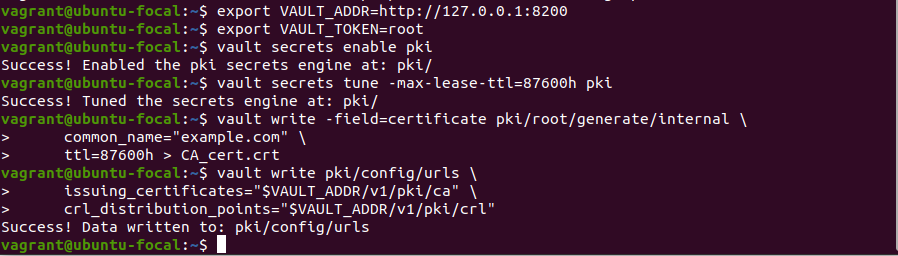 vagrant@ubuntu-focal:~$ export VAULT_ADDR=http://127.0.0.1:8200
vagrant@ubuntu-focal:~$ export VAULT_TOKEN=root
vagrant@ubuntu-focal:~$ vault secrets enable pki
Success! Enabled the pki secrets engine at: pki/
vagrant@ubuntu-focal:~$ vault secrets tune -max-lease-ttl=87600h pki
Success! Tuned the secrets engine at: pki/
vagrant@ubuntu-focal:~$ vault write -field=certificate pki/root/generate/internal \
>      common_name="example.com" \
>      ttl=87600h > CA_cert.crt
vagrant@ubuntu-focal:~$ vault write pki/config/urls \
>      issuing_certificates="$VAULT_ADDR/v1/pki/ca" \
>      crl_distribution_points="$VAULT_ADDR/v1/pki/crl"
Success! Data written to: pki/config/urls
vagrant@ubuntu-focal:~$